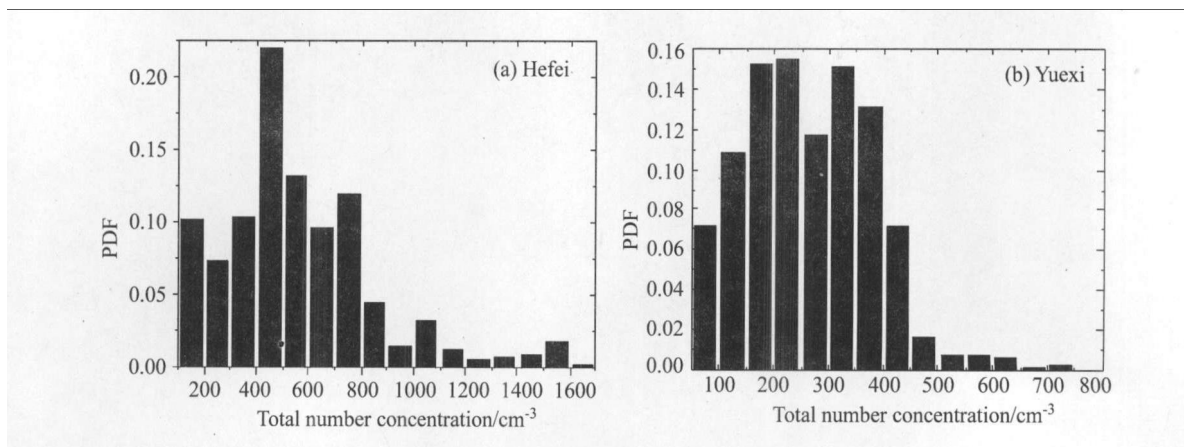 (a) Hefei
PDF
0.20
0.15
0.10
0.05
0.00
200 400 600 800 1000 1200 1400 1600
Total number concentration/cm-3
(b) Yuexi
PDF
0.16
0.14
0.12
0.10
0.08
0.06
0.04
0.02
0.00
100 200 300 400 500 600 700 800
Total number concentration/cm-3